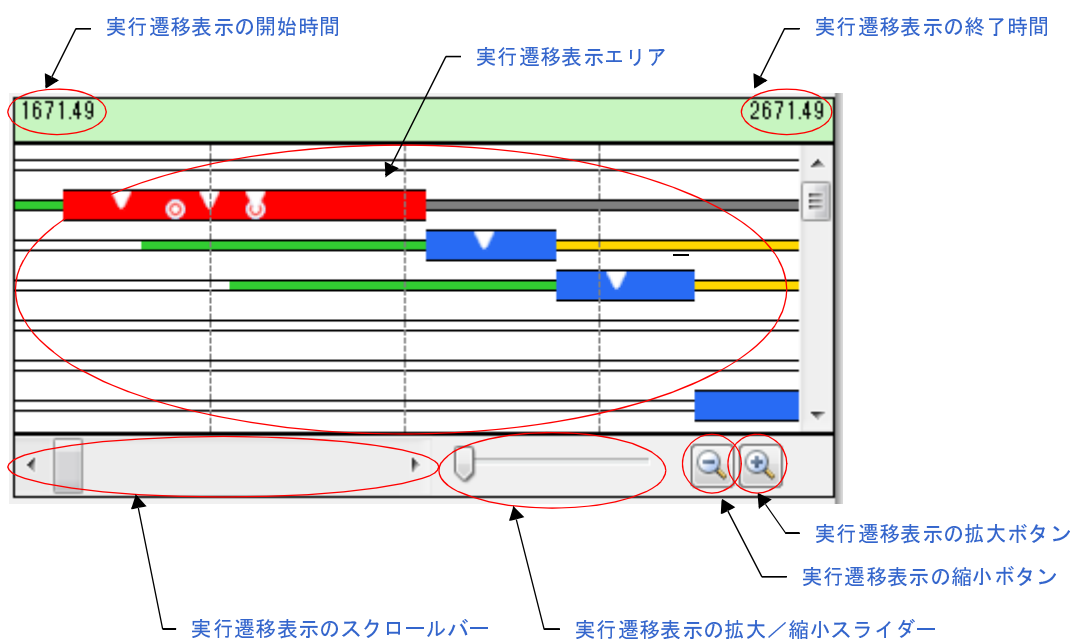 実行遷移表示の開始時間
実行遷移表示の終了時間
実行遷移表示エリア
1671.49
2671.49
実行遷移表示の拡大ボタン
実行遷移表示の縮小ボタン
実行遷移表示のスクロールバー
実行遷移表示の拡大／縮小スライダー